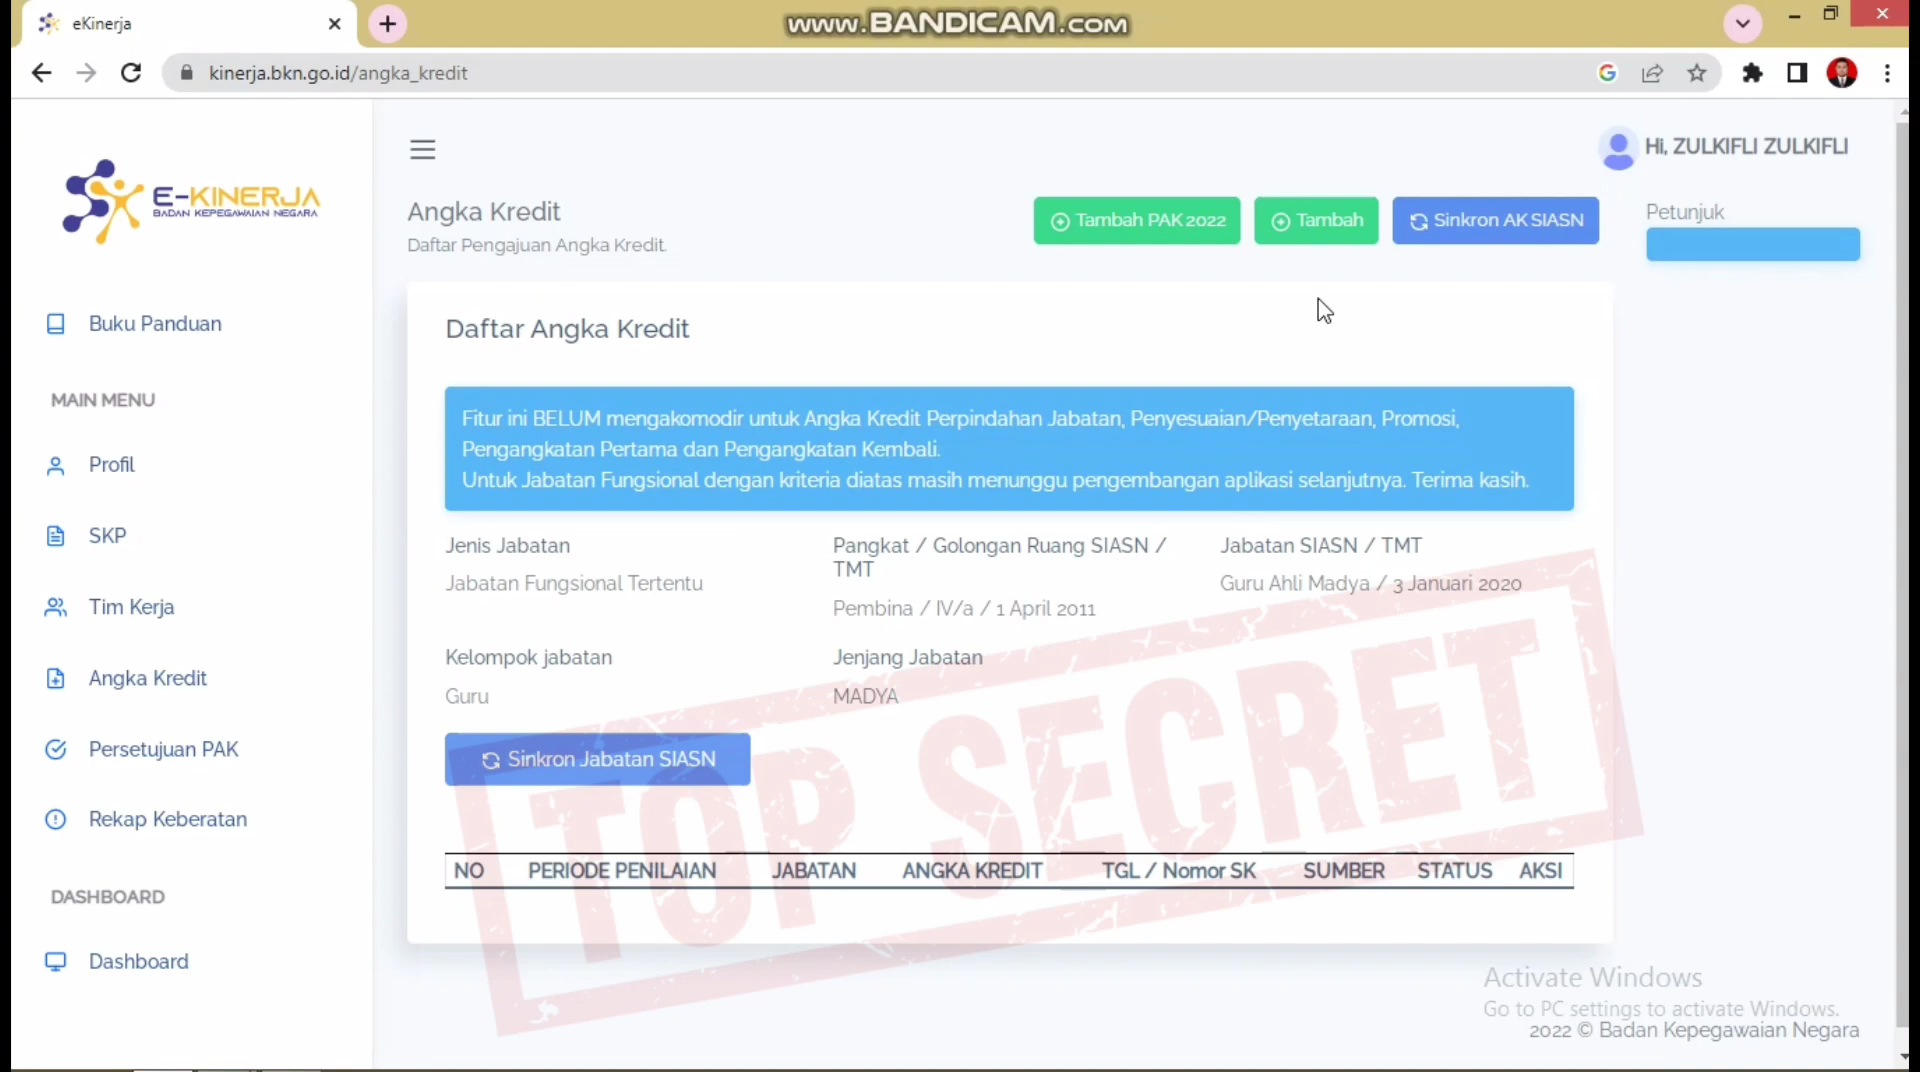 eKinerja
www.BANDICAM.com
kinerja.bkn.go.id/angka_kredit
E-KINERJA
BADAN KEPEGAWAIAN NEGARA
Hi, ZULKIFLI ZULKIFLI
Angka Kredit
Daftar Pengajuan Angka Kredit.
Tambah PAK 2022
Tambah
Sinkron AK SIASN
Petunjuk
Buku Panduan
MAIN MENU
Profil
SKP
Tim Kerja
Angka Kredit
Persetujuan PAK
Rekap Keberatan
DASHBOARD
Dashboard
Daftar Angka Kredit
Fitur ini BELUM mengakomodir untuk Angka Kredit Perpindahan Jabatan, Penyesuaian/Penyetaraan, Promosi,
Pengangkatan Pertama dan Pengangkatan Kembali.
Untuk Jabatan Fungsional dengan kriteria diatas masih menunggu pengembangan aplikasi selanjutnya. Terima kasih.
Jenis Jabatan
Jabatan Fungsional Tertentu
Pangkat / Golongan Ruang SIASN /
TMT
Pembina / IV/a / 1 April 2011
Jabatan SIASN / TMT
Guru Ahli Madya / 3 Januari 2020
Kelompok jabatan
Guru
Jenjang Jabatan
MADYA
Sinkron Jabatan SIASN
TOP SECRET
NO PERIODE PENILAIAN JABATAN ANGKA KREDIT TGL / Nomor SK SUMBER STATUS AKSI
Activate Windows
Go to PC settings to activate Windows.
2022 © Badan Kepegawaian Negara